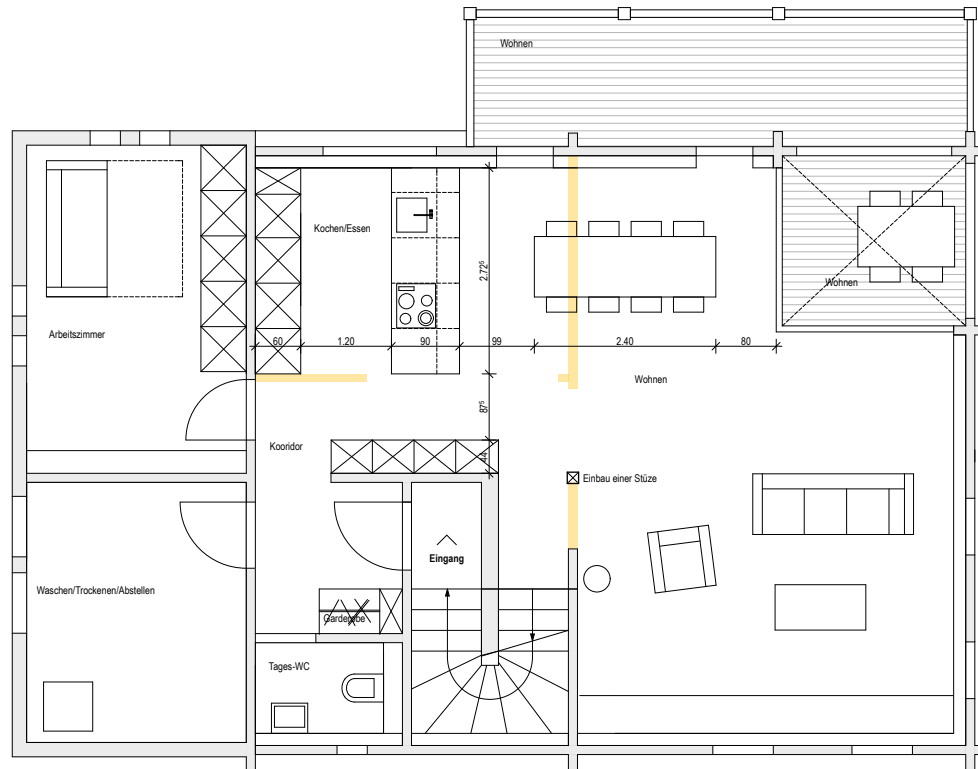 Wohnen
Kochen/Essen
2.72⁵
Wohnen
Arbeitszimmer
60
1.20
90
99
2.40
80
Wohnen
87⁵
Kooridor
44
Einbau einer Stüze
Eingang
Waschen/Trockenen/Abstellen
Garderobe
Tages-WC